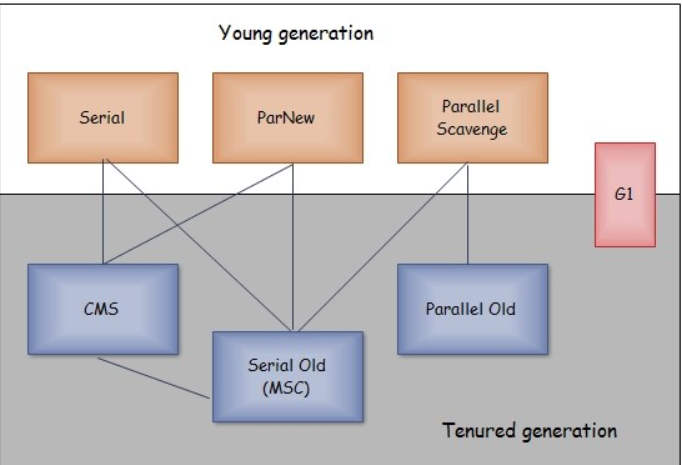 Young generation
Serial
ParNew
Parallel
Scavenge
G1
CMS
Parallel Old
Serial Old
(MSC)
Tenured generation